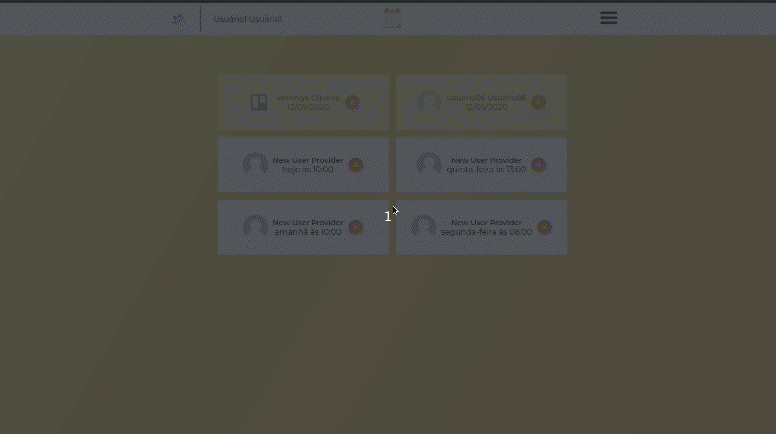 Usuário1 Usuário1
Wennrys Oliveira
12/05/2020
Usuário06 Usuário06
12/05/2020
New User Provider
hoje às 10:00
New User Provider
quinta-feira às 13:00
1
New User Provider
amanhã às 10:00
New User Provider
segunda-feira às 08:00